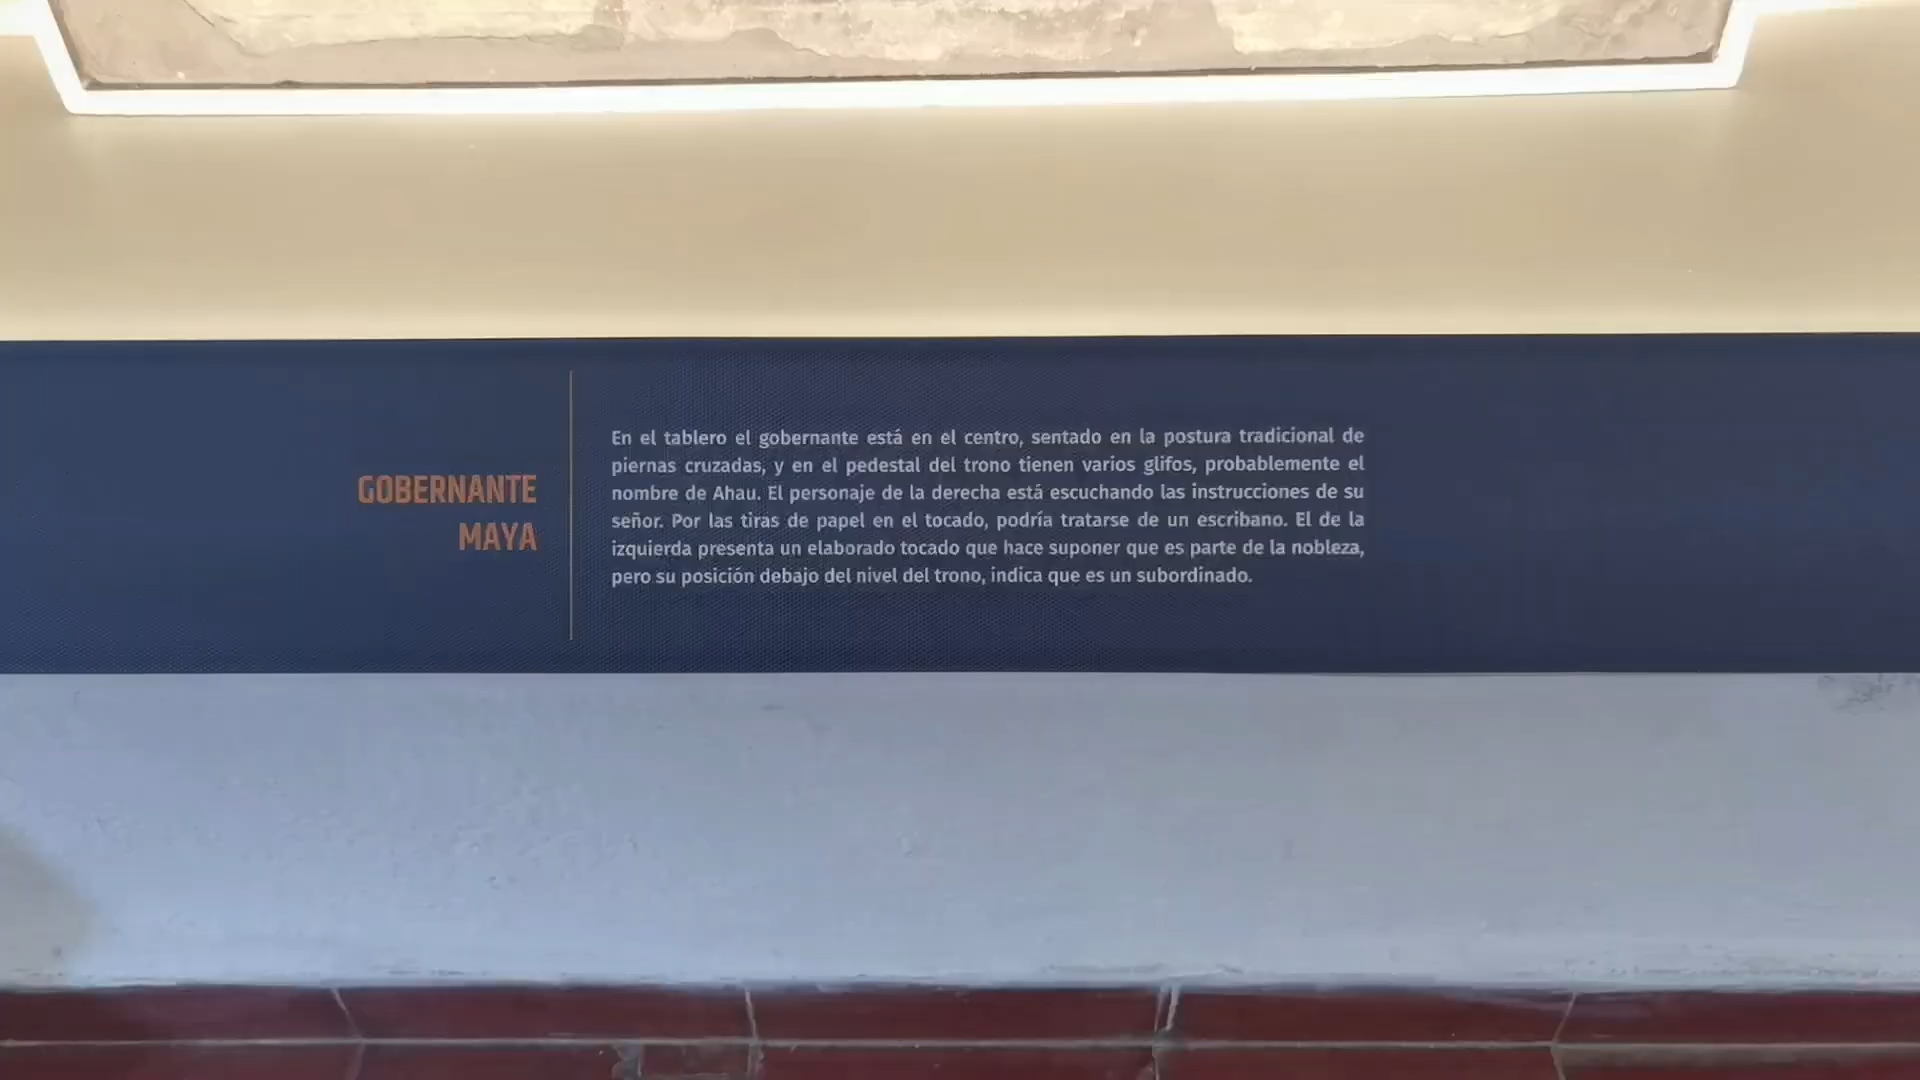 GOBERNANTE
MAYA
En el tablero el gobernante está en el centro, sentado en la postura tradicional de
piernas cruzadas, y en el pedestal del trono tienen varios glifos, probablemente el
nombre de Ahau. El personaje de la derecha está escuchando las instrucciones de su
señor. Por las tiras de papel en el tocado, podría tratarse de un escribano. El de la
izquierda presenta un elaborado tocado que hace suponer que es parte de la nobleza,
pero su posición debajo del nivel del trono, indica que es un subordinado.